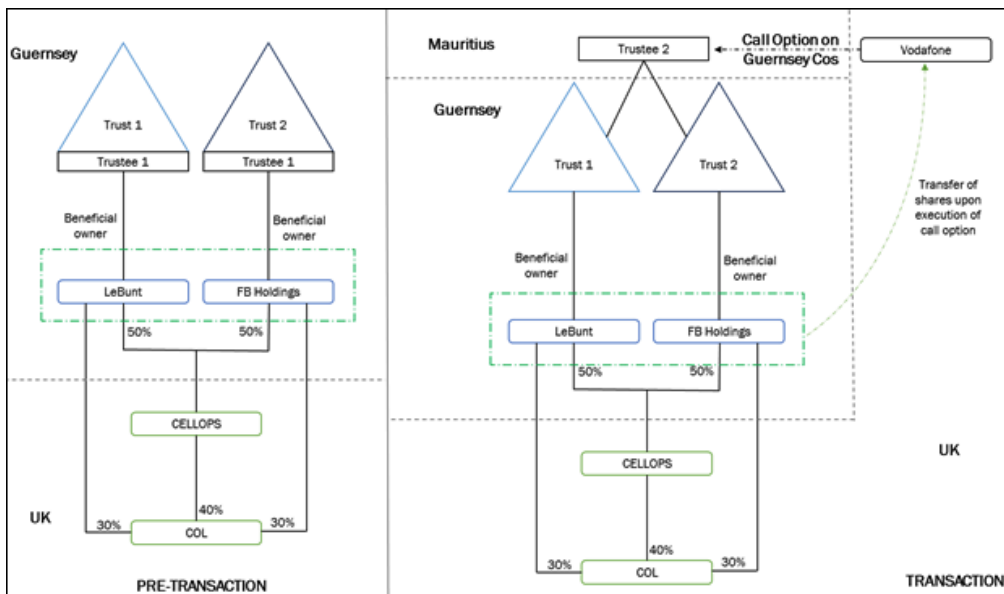 Guernsey
Trust 1
Trust 2
Trustee 1
Trustee 1
Beneficial
owner
Beneficial
owner
LeBunt
FB Holdings
50%
50%
CELLOPS
UK
40%
30%
30%
COL
PRE-TRANSACTION
Mauritius
Trustee 2
Call Option on
Guernsey Cos
Vodafone
Guernsey
Trust 1
Trust 2
Transfer of
shares upon
execution of
call option
Beneficial
owner
Beneficial
owner
LeBunt
FB Holdings
50%
50%
UK
CELLOPS
40%
30%
30%
COL
TRANSACTION